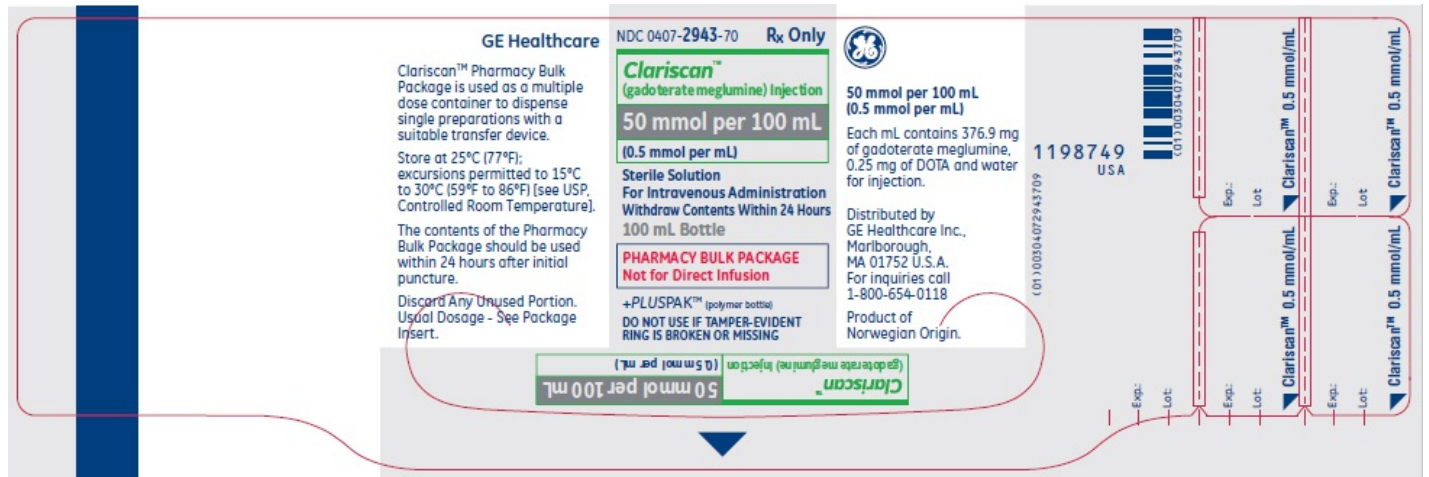 GE Healthcare
Clariscan™ Pharmacy Bulk
Package is used as a multiple
dose container to dispense
single preparations with a
suitable transfer device.
Store at 25°C (77°F);
excursions permitted to 15°C
to 30°C (59°F to 86°F) [see USP,
Controlled Room Temperature].
The contents of the Pharmacy
Bulk Package should be used
within 24 hours after initial
puncture.
Discard Any Unused Portion.
Usual Dosage - See Package
Insert.
NDC 0407-2943-70 Rx Only
Clariscan™
(gadoterate meglumine) Injection
50 mmol per 100 mL
(0.5 mmol per mL)
Sterile Solution
For Intravenous Administration
Withdraw Contents Within 24 Hours
100 mL Bottle
PHARMACY BULK PACKAGE
Not for Direct Infusion
+PLUSPAK™ (polymer bottle)
DO NOT USE IF TAMPER-EVIDENT
RING IS BROKEN OR MISSING
Clariscan™
(gadoterate meglumine) Injection
50 mmol per 100 mL
(0.5 mmol per mL)
GE
50 mmol per 100 mL
(0.5 mmol per mL)
Each mL contains 376.9 mg
of gadoterate meglumine,
0.25 mg of DOTA and water
for injection.
Distributed by
GE Healthcare Inc.,
Marlborough,
MA 01752 U.S.A.
For inquiries call
1-800-654-0118
Product of
Norwegian Origin.
1198749
USA
(01)00304072943709
(01)00304072943709
Exp.:
Lot
Clariscan™ 0.5 mmol/mL
Exp.:
Lot
Clariscan™ 0.5 mmol/mL
Exp.:
Lot:
Exp.:
Lot:
Clariscan™ 0.5 mmol/mL
Exp.:
Lot:
Clariscan™ 0.5 mmol/mL